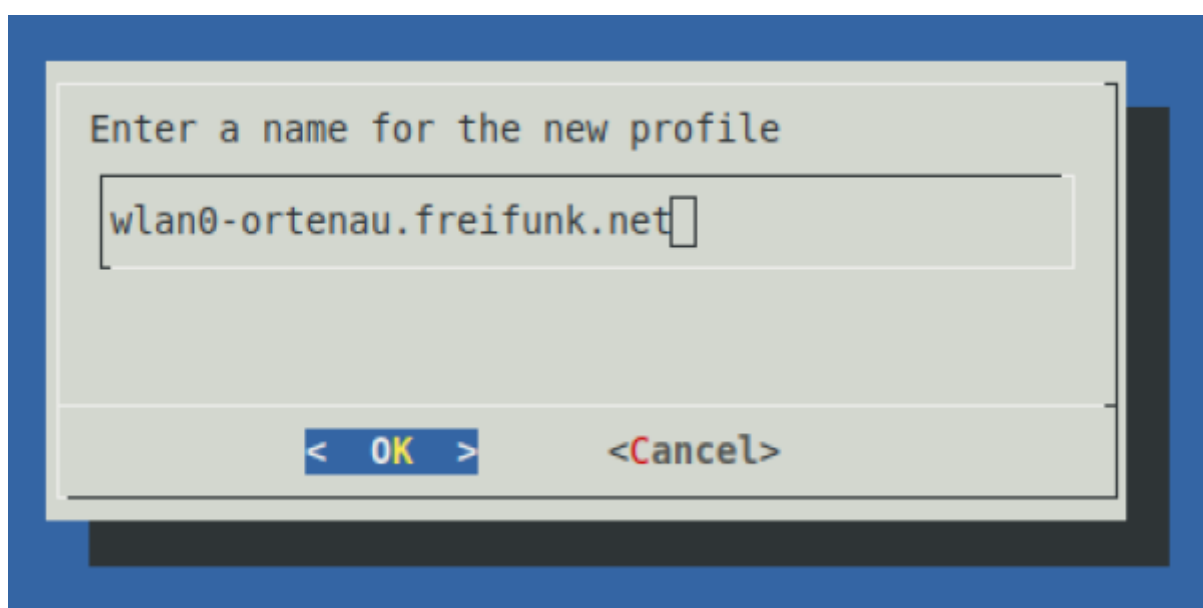 Enter a name for the new profile
wlan0-ortenau.freifunk.net
<  OK  > <Cancel>